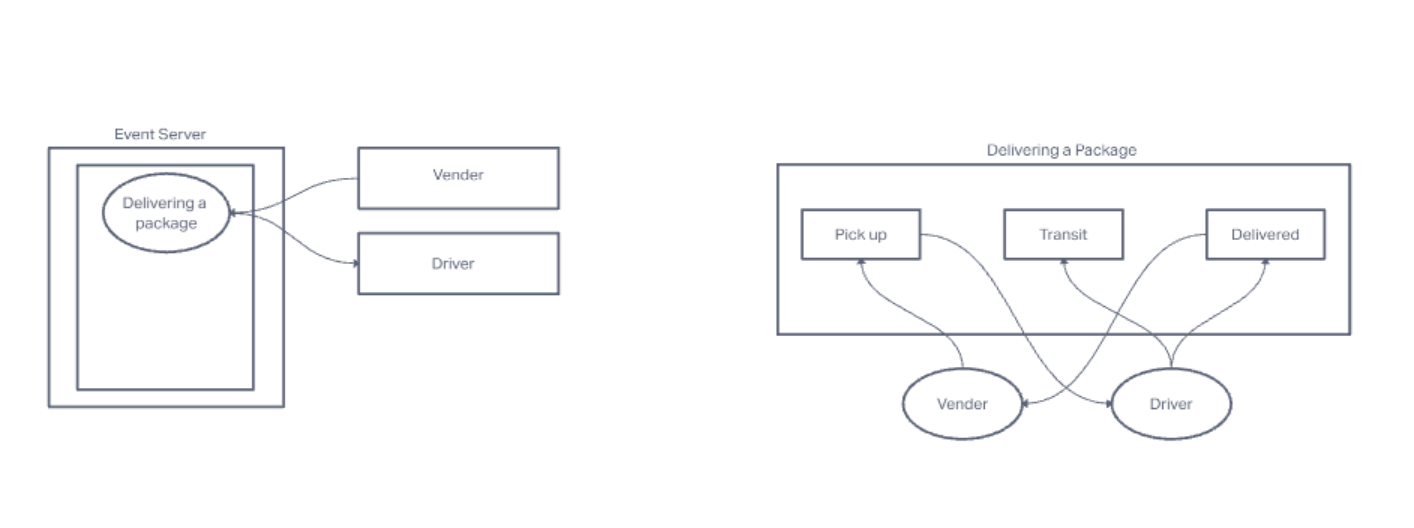 Event Server
Delivering a
package
Vender
Driver
Delivering a Package
Pick up
Transit
Delivered
Vender
Driver